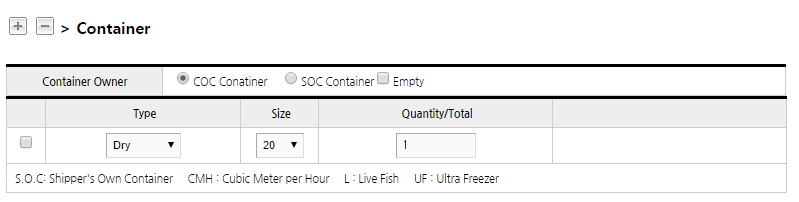 > Container
Container Owner COC Conatiner SOC Container Empty
Type Size Quantity/Total
Dry 20 1
S.O.C: Shipper's Own Container CMH : Cubic Meter per Hour L : Live Fish UF : Ultra Freezer